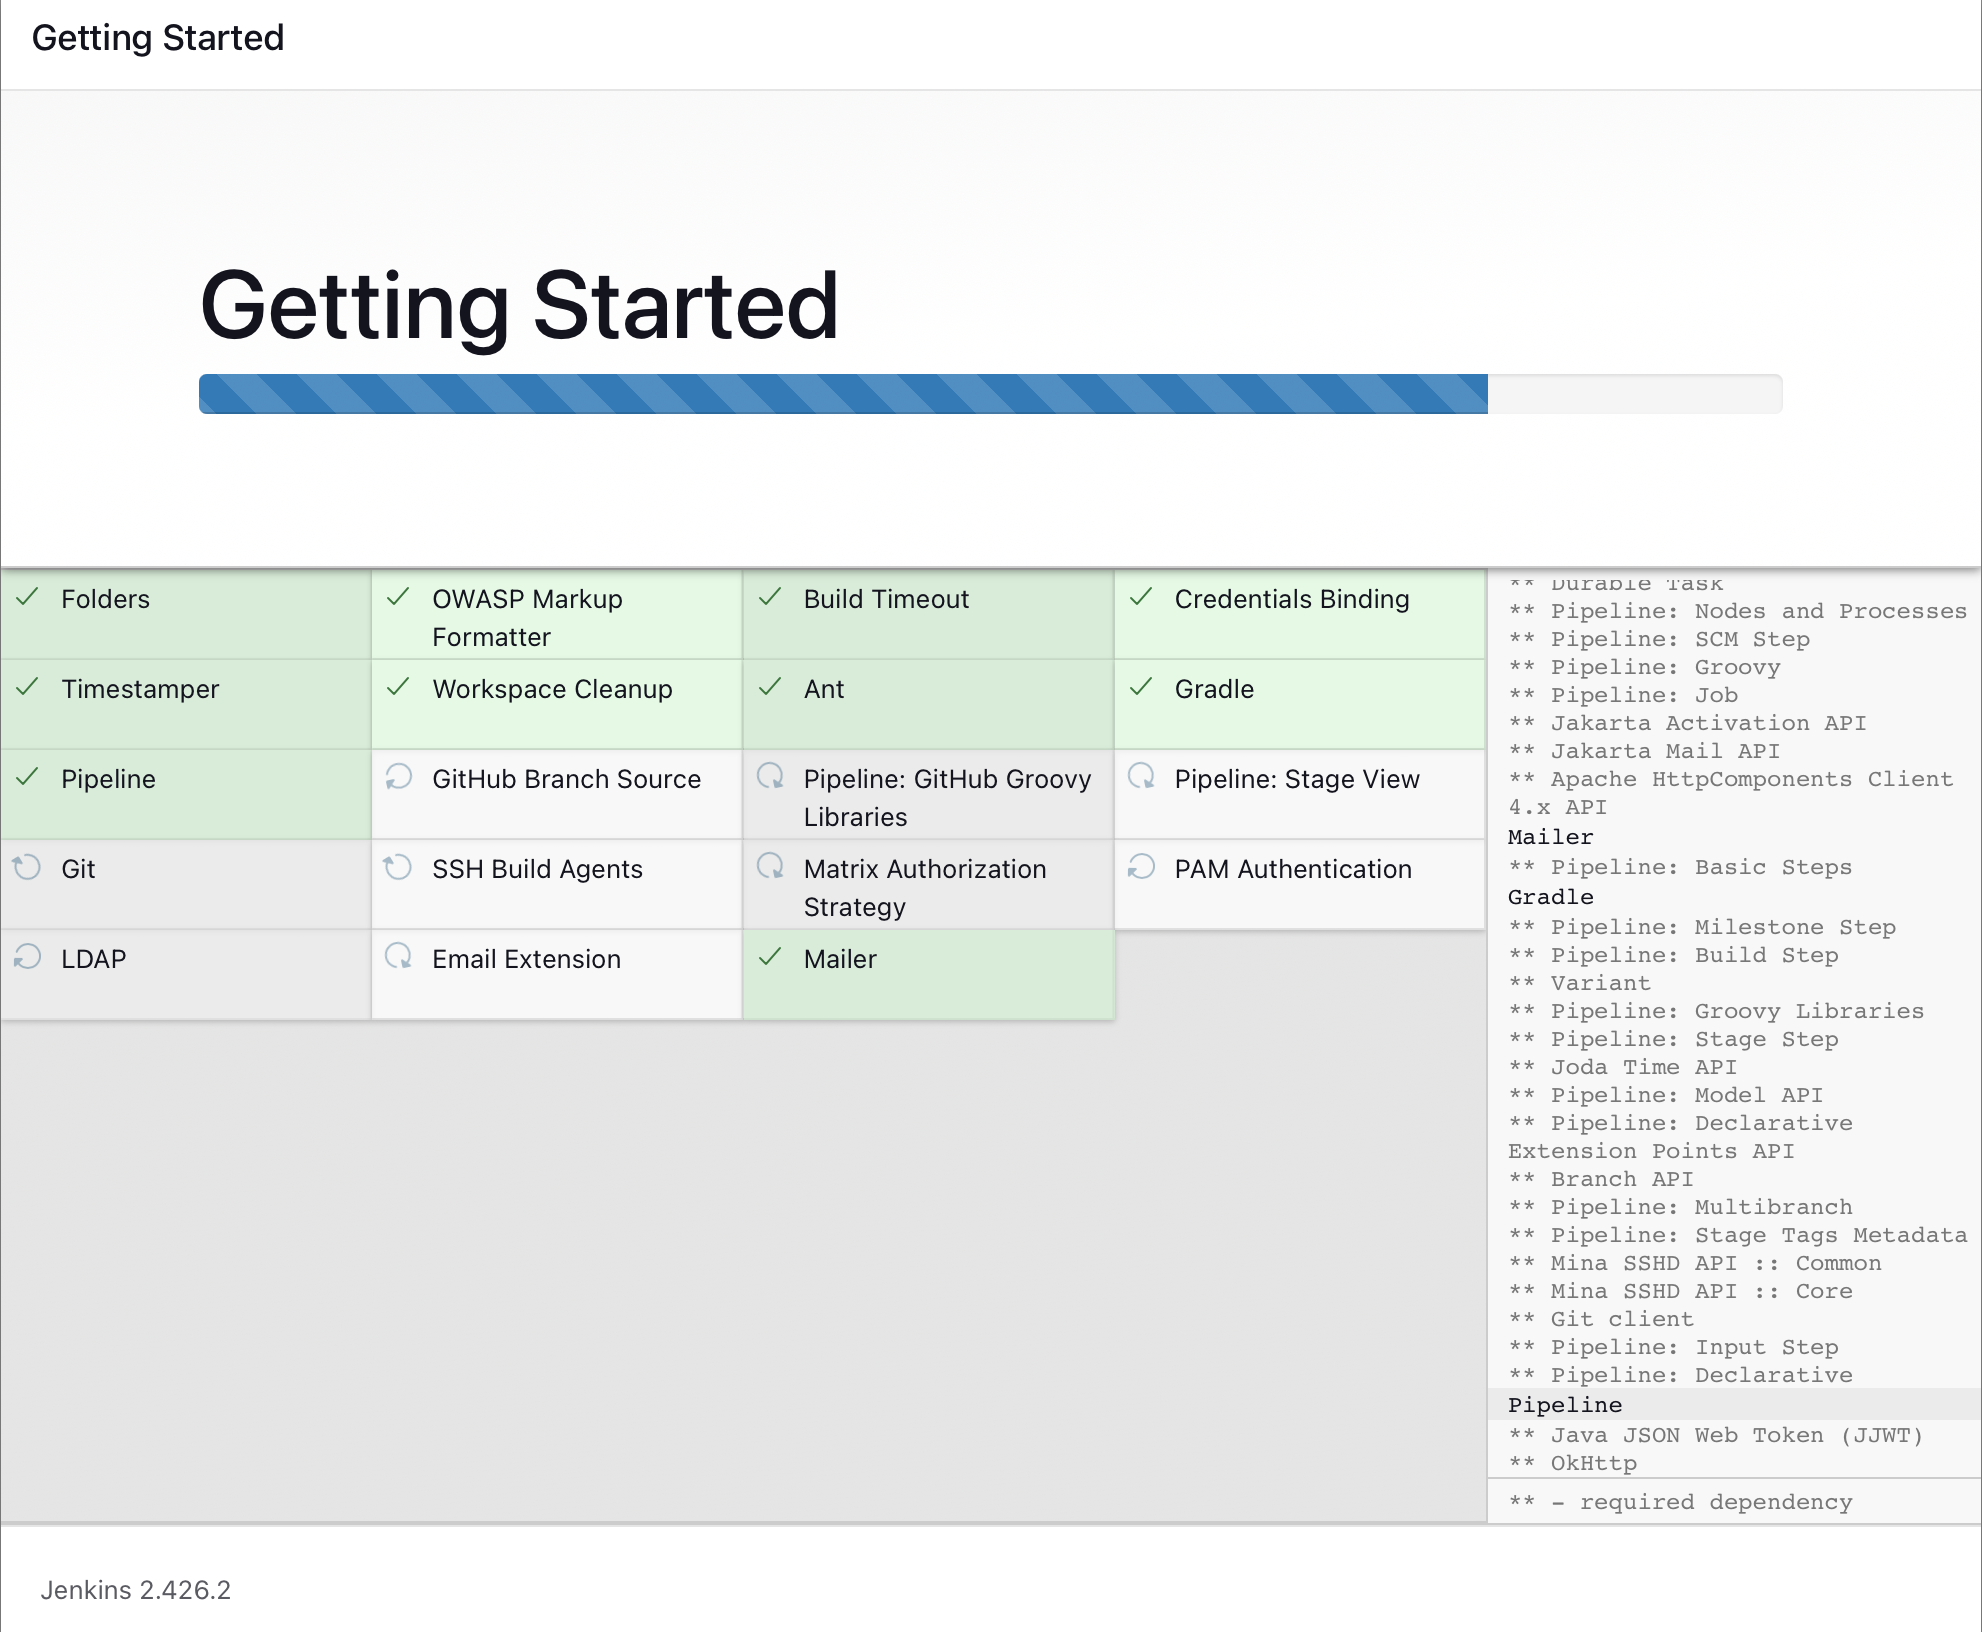 Getting Started
Getting Started
Folders
OWASP Markup
Formatter
Build Timeout
Credentials Binding
Timestamper
Workspace Cleanup
Ant
Gradle
Pipeline
GitHub Branch Source
Pipeline: GitHub Groovy
Libraries
Pipeline: Stage View
Git
SSH Build Agents
Matrix Authorization
Strategy
PAM Authentication
LDAP
Email Extension
Mailer
** Durable Task
** Pipeline: Nodes and Processes
** Pipeline: SCM Step
** Pipeline: Groovy
** Pipeline: Job
** Jakarta Activation API
** Jakarta Mail API
** Apache HttpComponents Client
4.x API
Mailer
** Pipeline: Basic Steps
Gradle
** Pipeline: Milestone Step
** Pipeline: Build Step
** Variant
** Pipeline: Groovy Libraries
** Pipeline: Stage Step
** Joda Time API
** Pipeline: Model API
** Pipeline: Declarative
Extension Points API
** Branch API
** Pipeline: Multibranch
** Pipeline: Stage Tags Metadata
** Mina SSHD API :: Common
** Mina SSHD API :: Core
** Git client
** Pipeline: Input Step
** Pipeline: Declarative
Pipeline
** Java JSON Web Token (JJWT)
** OkHttp
** - required dependency
Jenkins 2.426.2